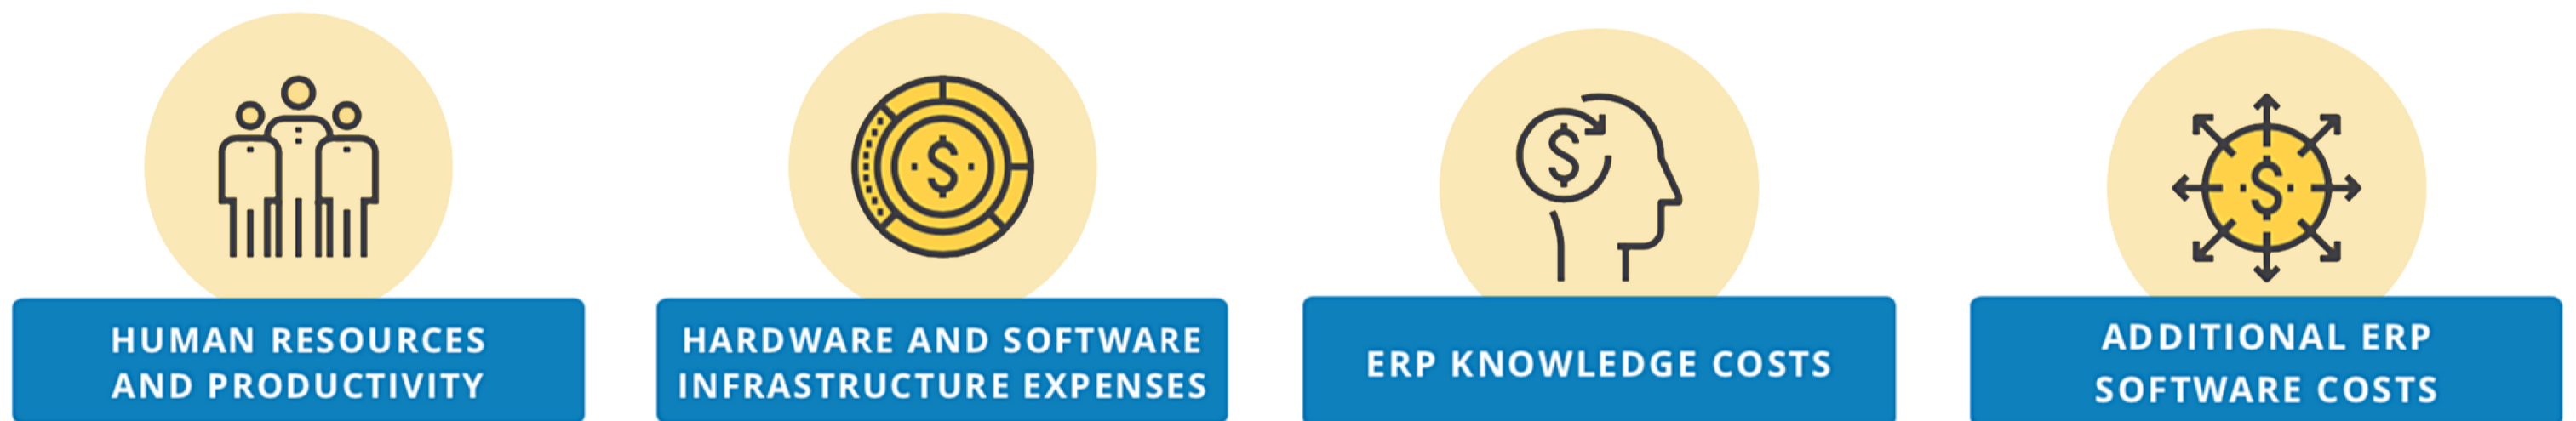 HUMAN RESOURCES
AND PRODUCTIVITY
HARDWARE AND SOFTWARE
INFRASTRUCTURE EXPENSES
ERP KNOWLEDGE COSTS
ADDITIONAL ERP
SOFTWARE COSTS